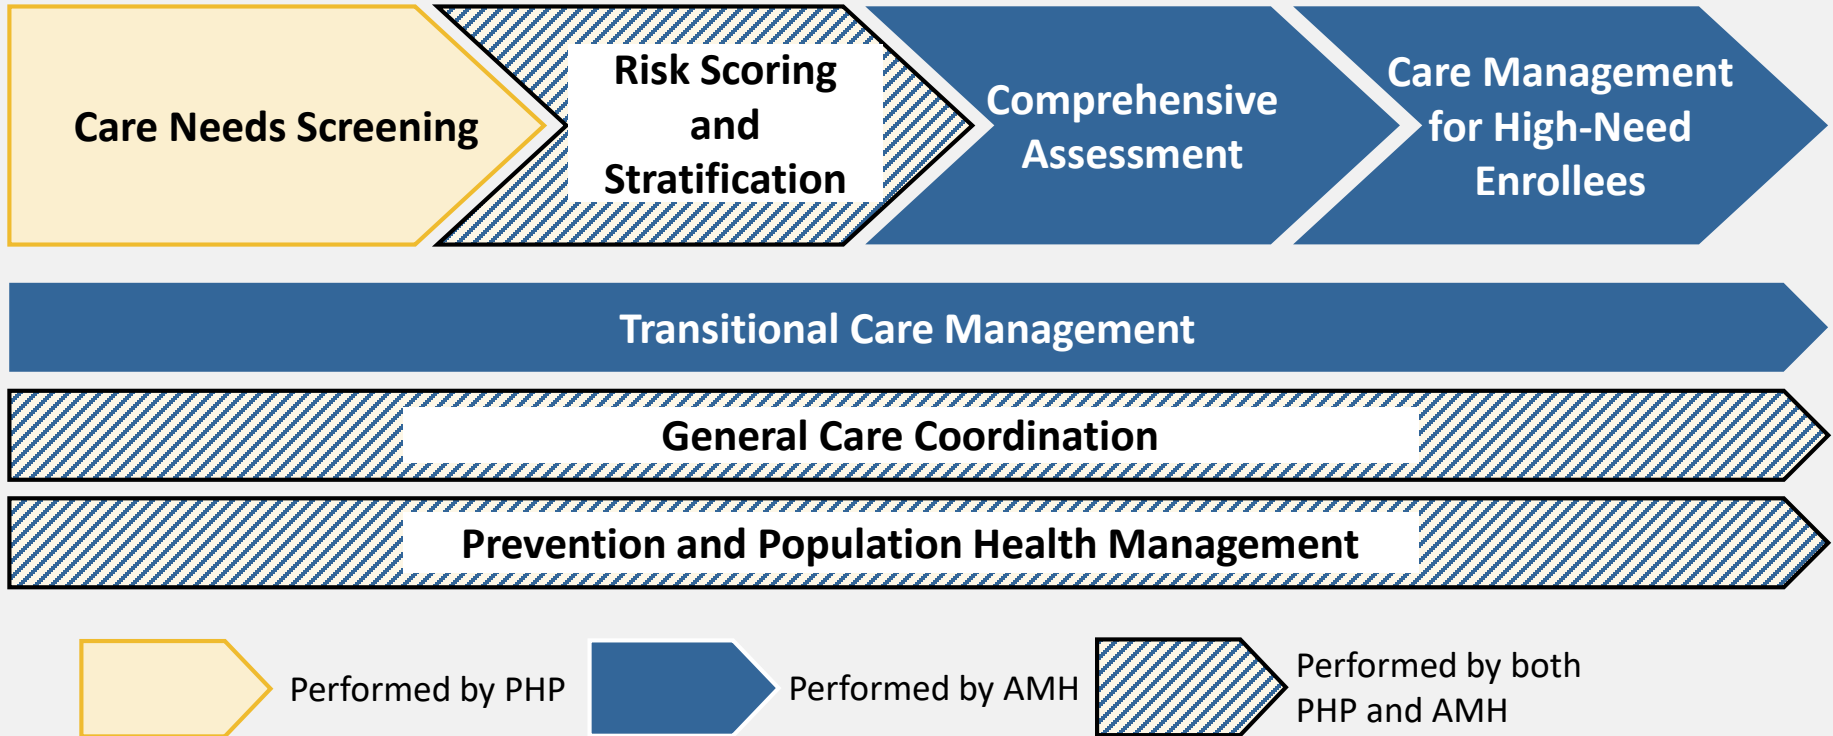 Care Needs Screening
Risk Scoring
and
Stratification
Comprehensive
Assessment
Care Management
for High-Need
Enrollees
Transitional Care Management
General Care Coordination
Prevention and Population Health Management
Performed by PHP
Performed by AMH
Performed by both
PHP and AMH